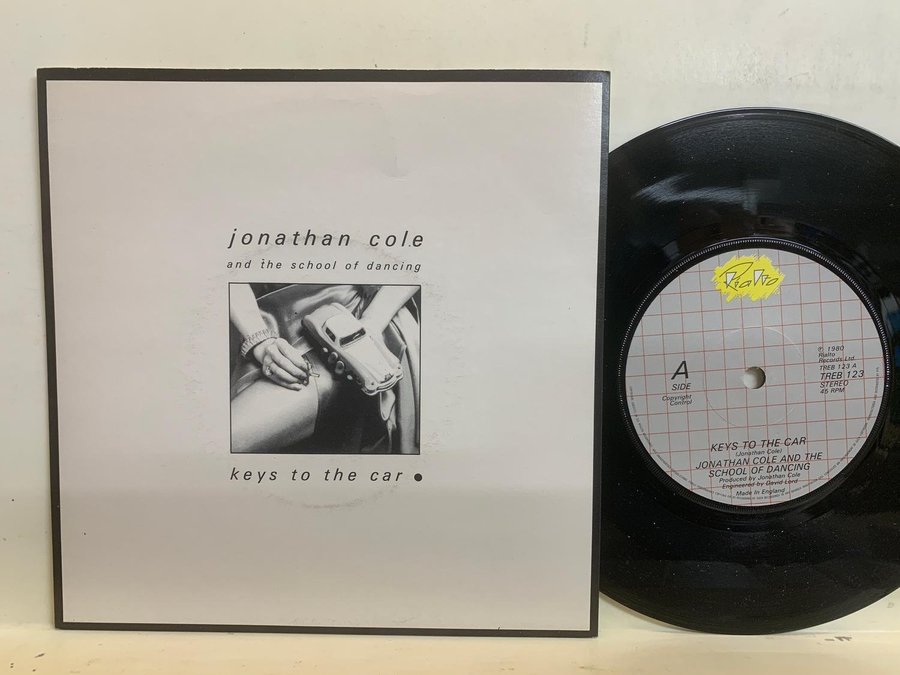 jonathan cole
and the school of dancing
keys to the car
Rialto
℗ 1980
Rialto
Records Ltd.
TREB 123 A
TREB 123
STEREO
45 RPM
A
SIDE
Copyright
Control
KEYS TO THE CAR
(Jonathan Cole)
JONATHAN COLE AND THE
SCHOOL OF DANCING
Produced by Jonathan Cole
Engineered by David Lord
Made in England